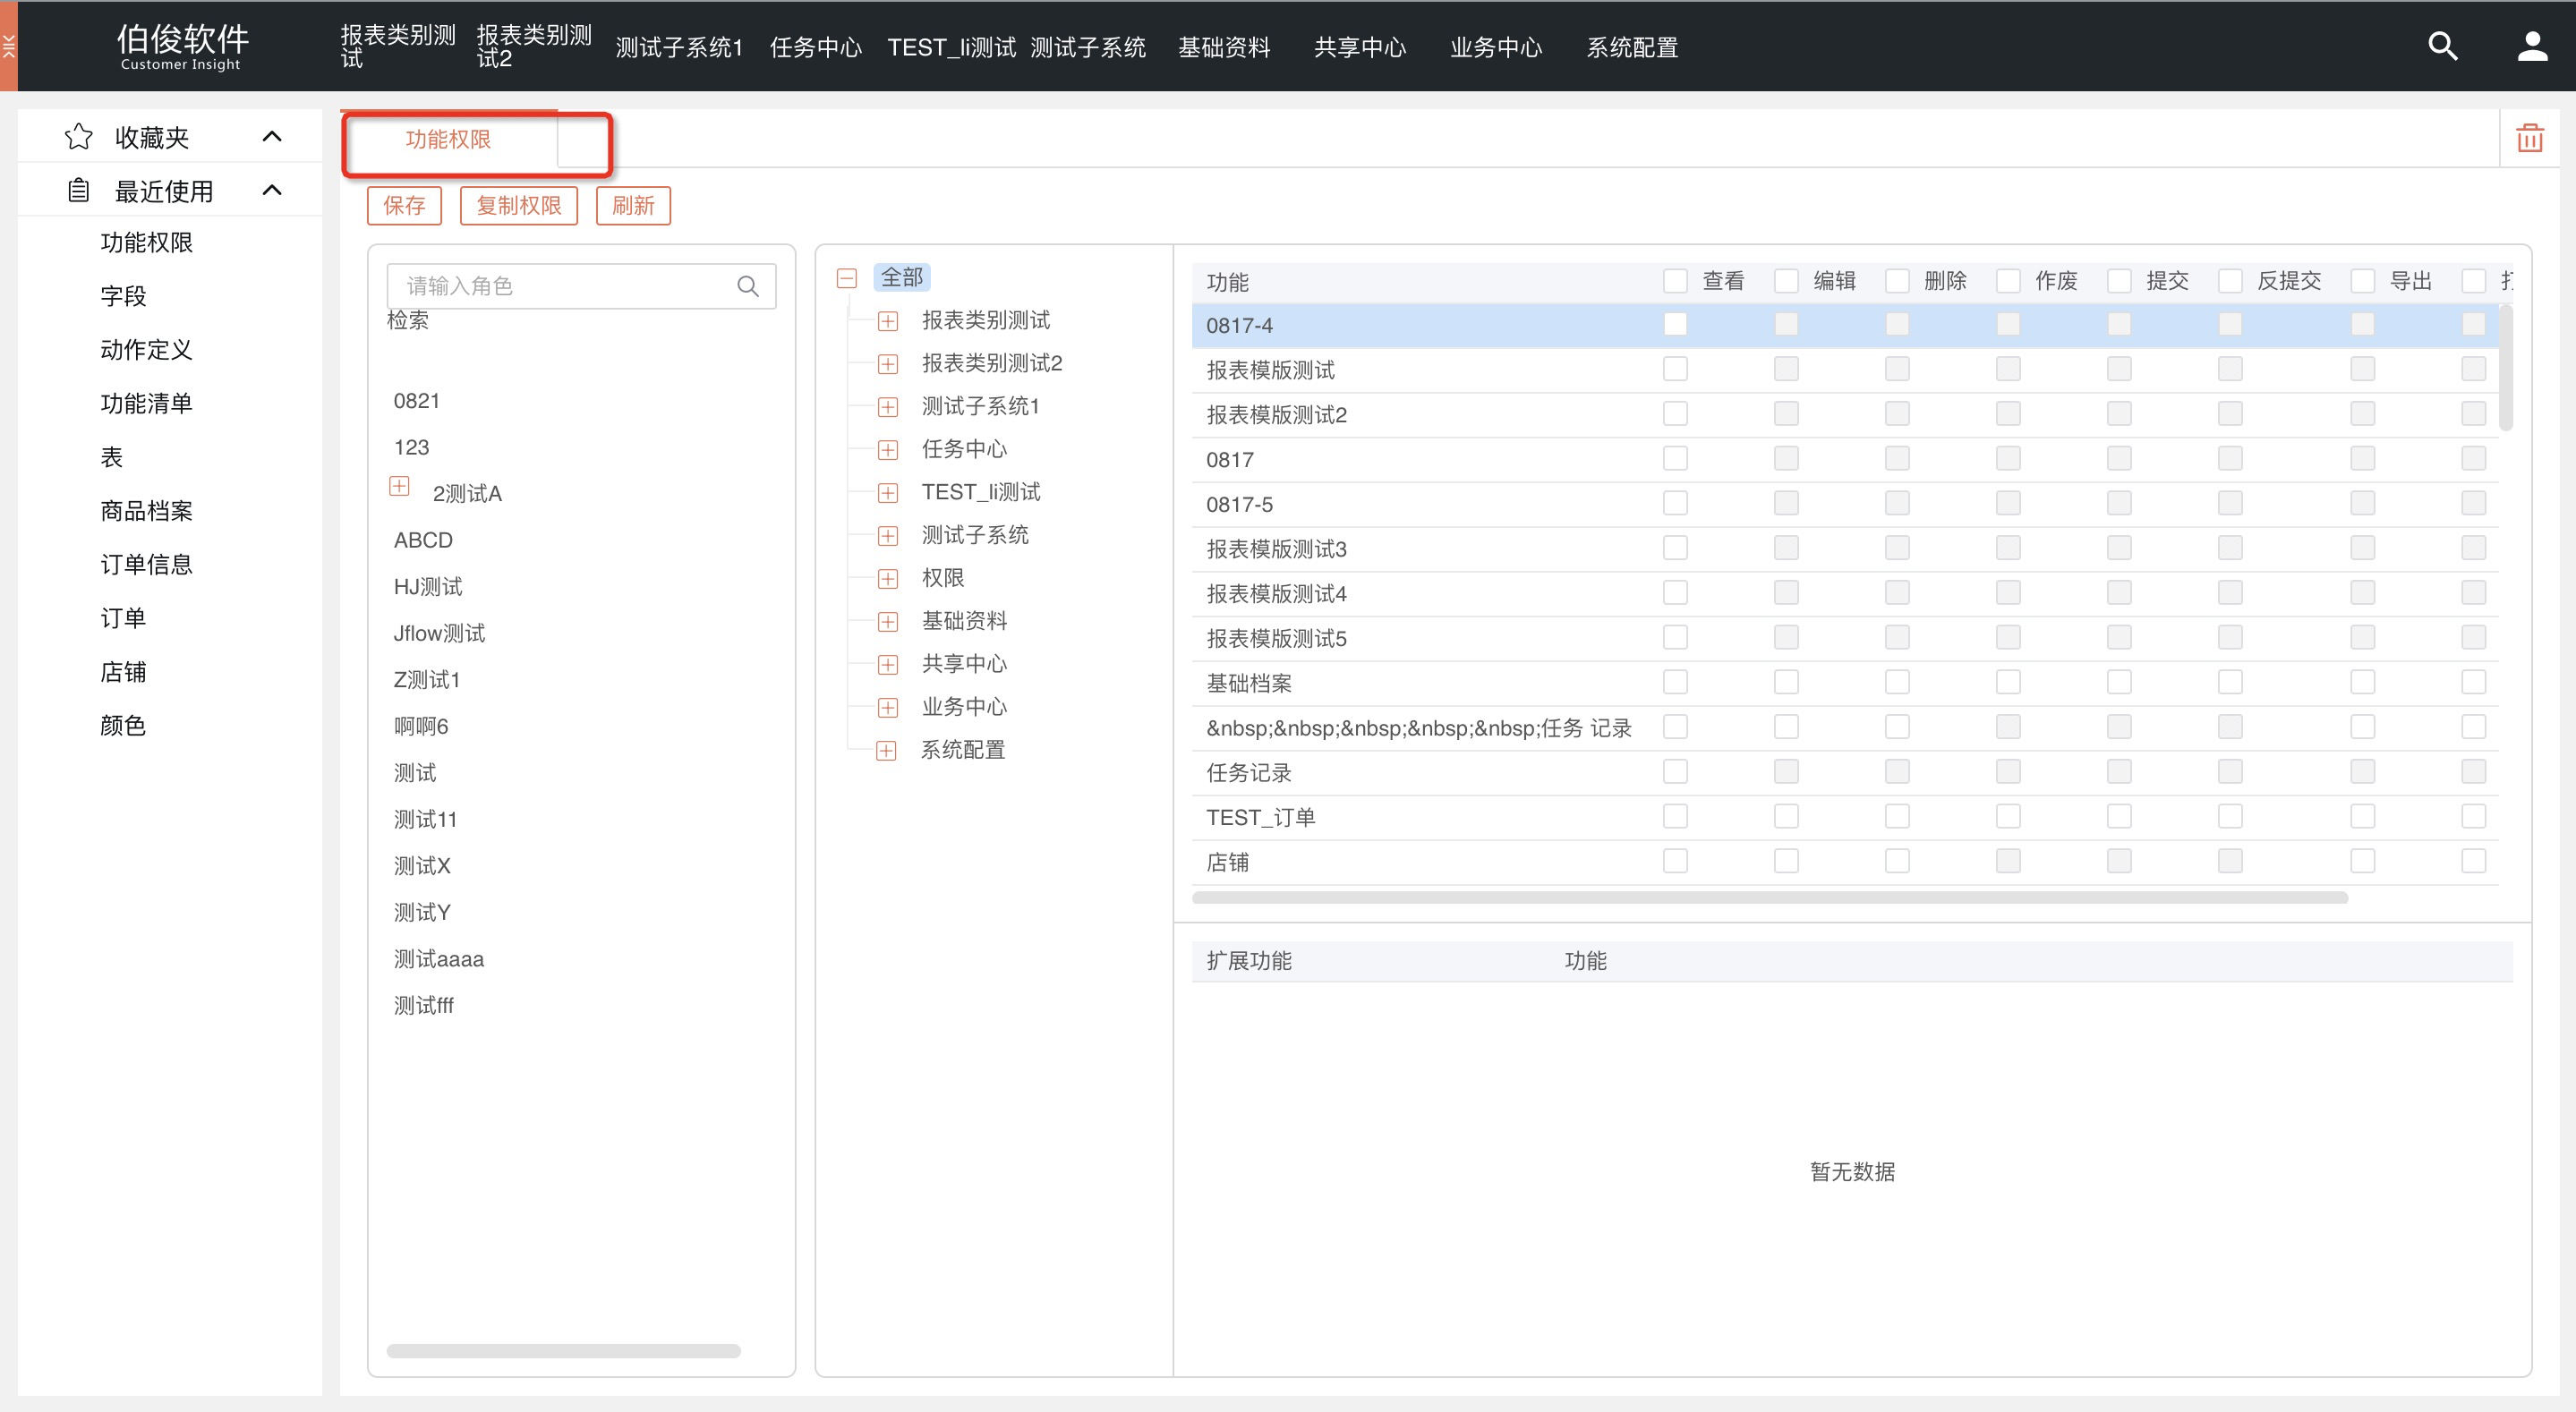 伯俊软件
Customer Insight
报表类别测
试
报表类别测
试2
测试子系统1
任务中心
TEST_li测试
测试子系统
基础资料
共享中心
业务中心
系统配置
收藏夹
最近使用
功能权限
字段
动作定义
功能清单
表
商品档案
订单信息
订单
店铺
颜色
功能权限
保存
复制权限
刷新
请输入角色
检索
0821
123
2测试A
ABCD
HJ测试
Jflow测试
Z测试1
啊啊6
测试
测试11
测试X
测试Y
测试aaaa
测试fff
全部
报表类别测试
报表类别测试2
测试子系统1
任务中心
TEST_li测试
测试子系统
权限
基础资料
共享中心
业务中心
系统配置
功能 查看 编辑 删除 作废 提交 反提交 导出
0817-4
报表模版测试
报表模版测试2
0817
0817-5
报表模版测试3
报表模版测试4
报表模版测试5
基础档案
&nbsp;&nbsp;&nbsp;&nbsp;&nbsp;任务 记录
任务记录
TEST_订单
店铺
扩展功能 功能
暂无数据